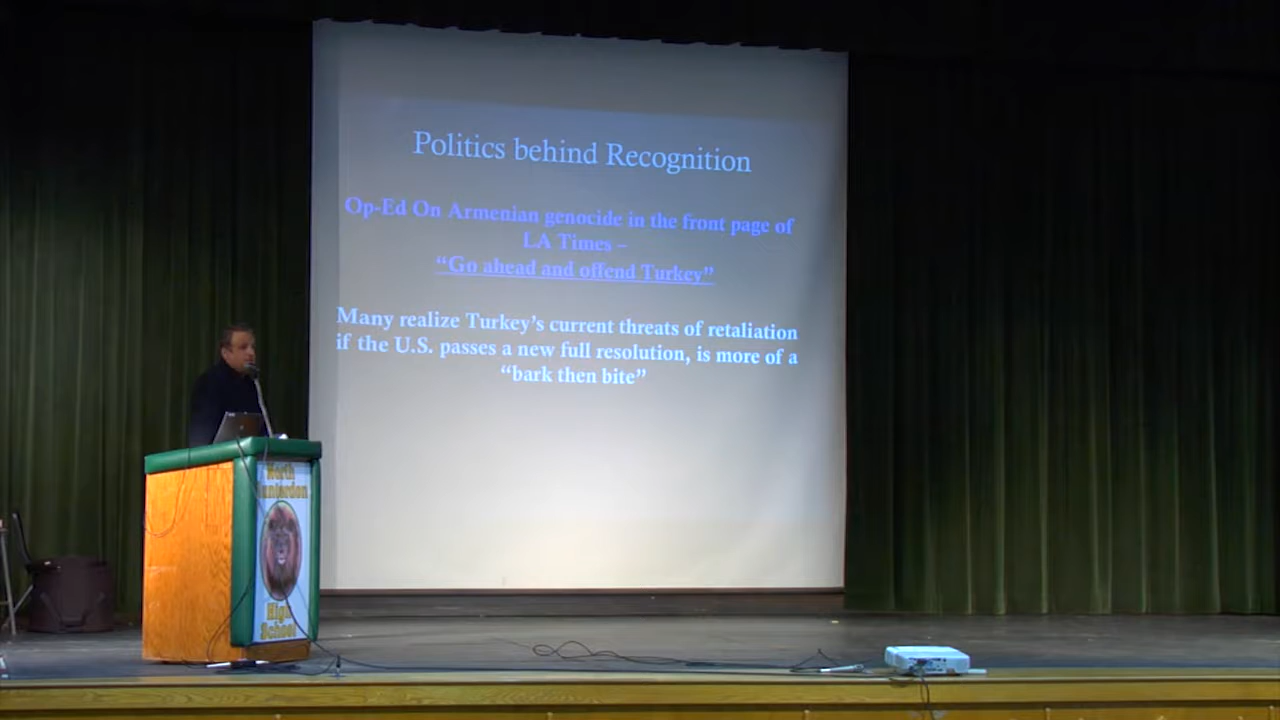 Politics behind Recognition
Op-Ed On Armenian genocide in the front page of
LA Times –
“Go ahead and offend Turkey”
Many realize Turkey’s current threats of retaliation
if the U.S. passes a new full resolution, is more of a
“bark then bite”
North
Hunterdon
High
School